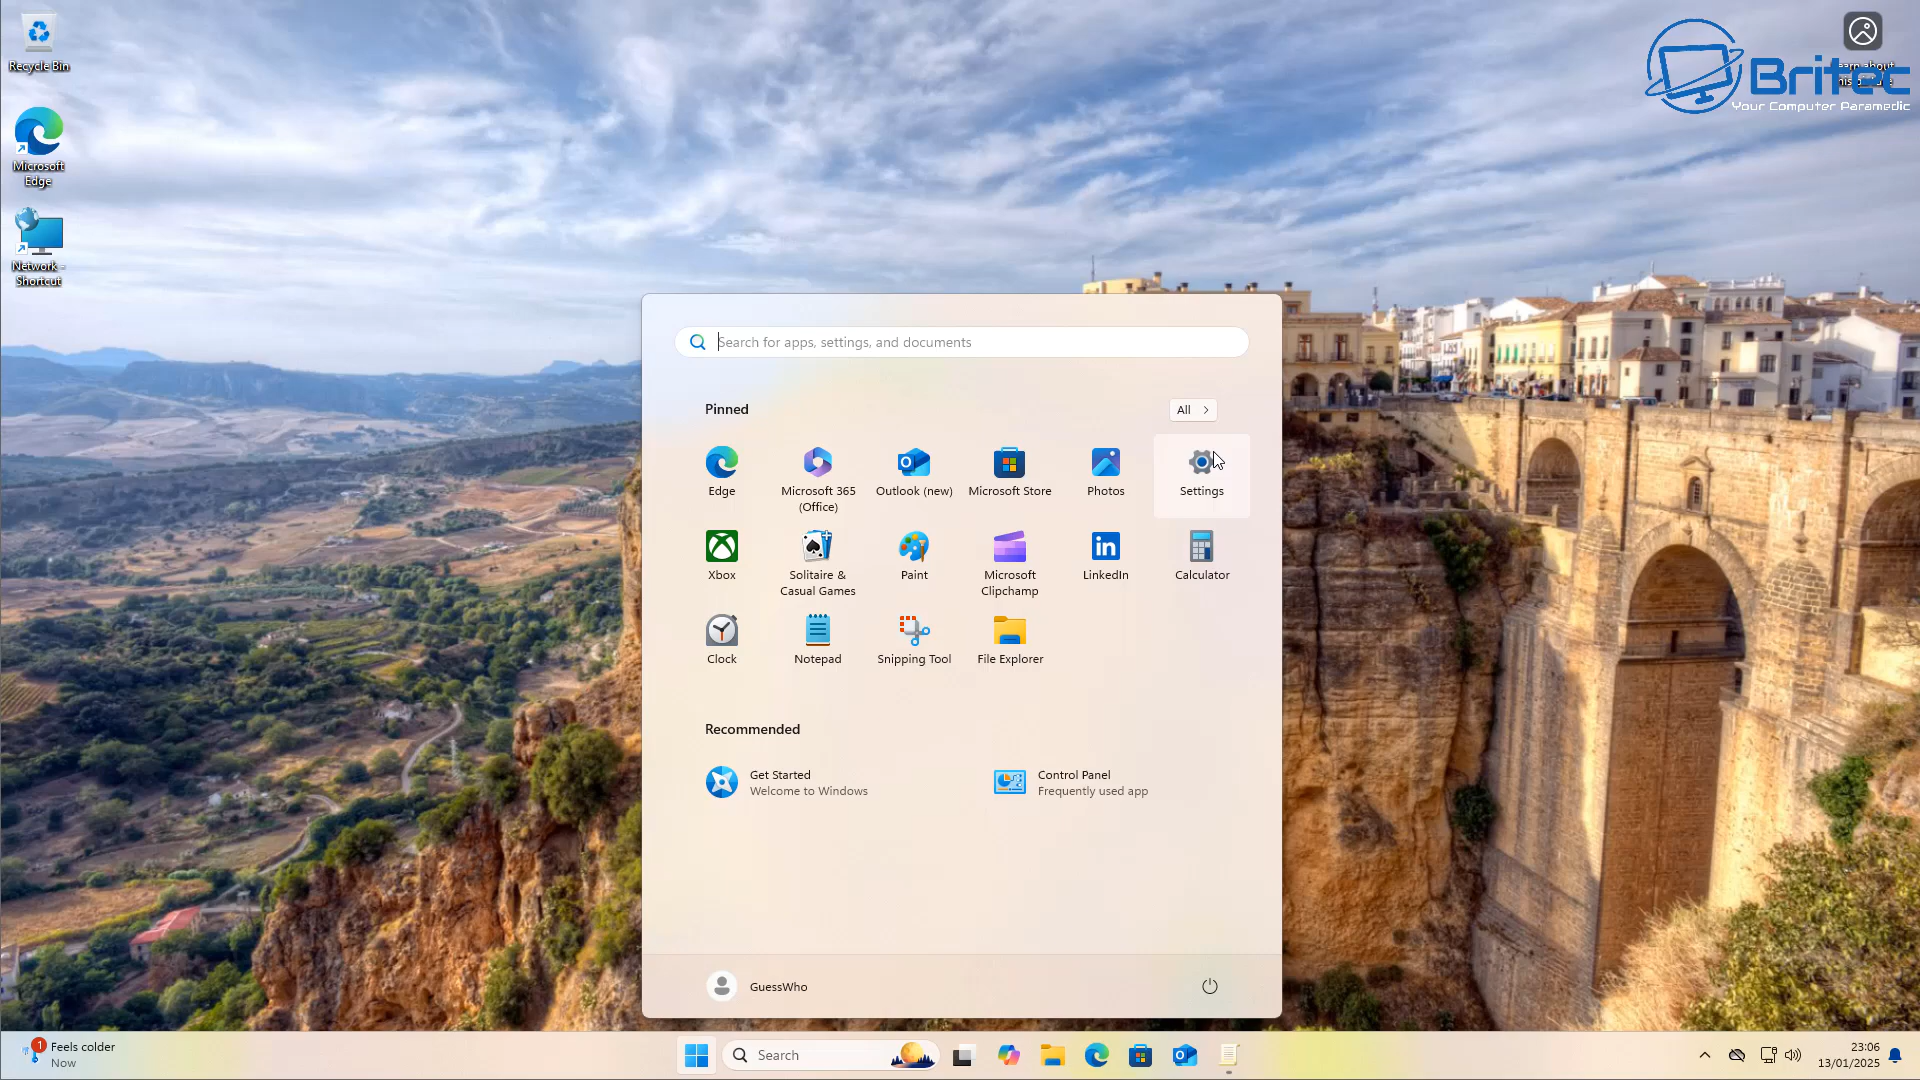 Recycle Bin
Microsoft
Edge
Network -
Shortcut
Britec
Your Computer Paramedic
Search for apps, settings, and documents
Pinned
All
Edge
Microsoft 365
(Office)
Outlook (new)
Microsoft Store
Photos
Settings
Xbox
Solitaire &
Casual Games
Paint
Microsoft
Clipchamp
LinkedIn
Calculator
Clock
Notepad
Snipping Tool
File Explorer
Recommended
Get Started
Welcome to Windows
Control Panel
Frequently used app
GuessWho
1
Feels colder
Now
Search
23:06
13/01/2025